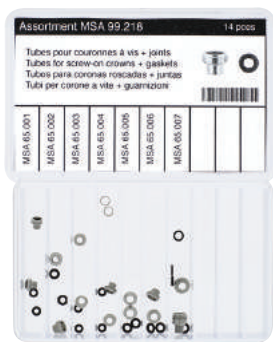 Assortment MSA 99.218
14 pces
Tubes pour couronnes à vis + joints
Tubes for screw-on crowns + gaskets
Tubos para coronas roscadas + juntas
Tubi per corone a vite + guarnizioni
MSA 65.001
MSA 65.002
MSA 65.003
MSA 65.004
MSA 65.005
MSA 65.006
MSA 65.007